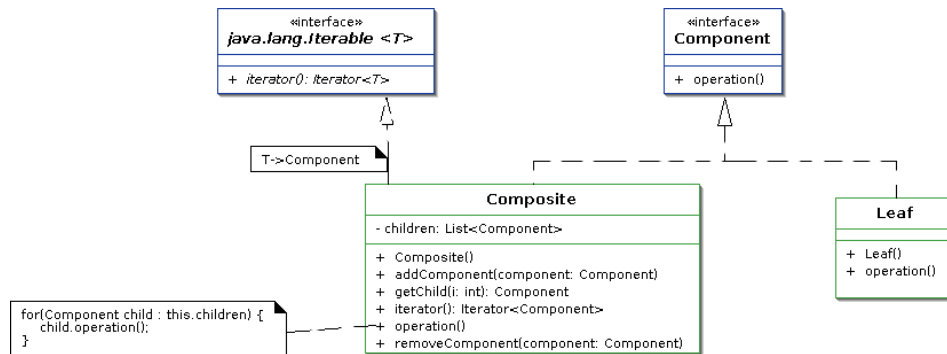 «interface»
java.lang.Iterable <T>
+ iterator(): Iterator<T>
«interface»
Component
+ operation()
T->Component
Composite
- children: List<Component>
+ Composite()
+ addComponent(component: Component)
+ getChild(i: int): Component
+ iterator(): Iterator<Component>
+ operation()
+ removeComponent(component: Component)
Leaf
+ Leaf()
+ operation()
for(Component child : this.children) {
child.operation();
}